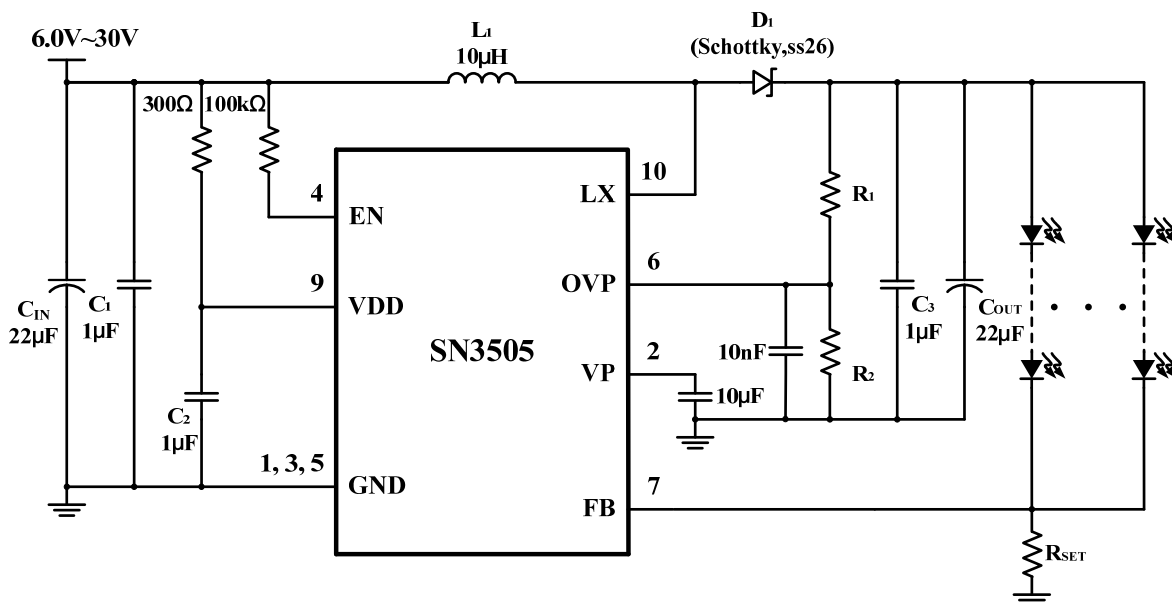 6.0V~30V
L1
10µH
D1
(Schottky,ss26)
300Ω
100kΩ
4
EN
LX
10
R1
6
OVP
9
VDD
CIN
22µF
C1
1µF
SN3505
C3
1µF
COUT
22µF
10nF
R2
2
VP
10µF
C2
1µF
1, 3, 5
GND
7
FB
RSET